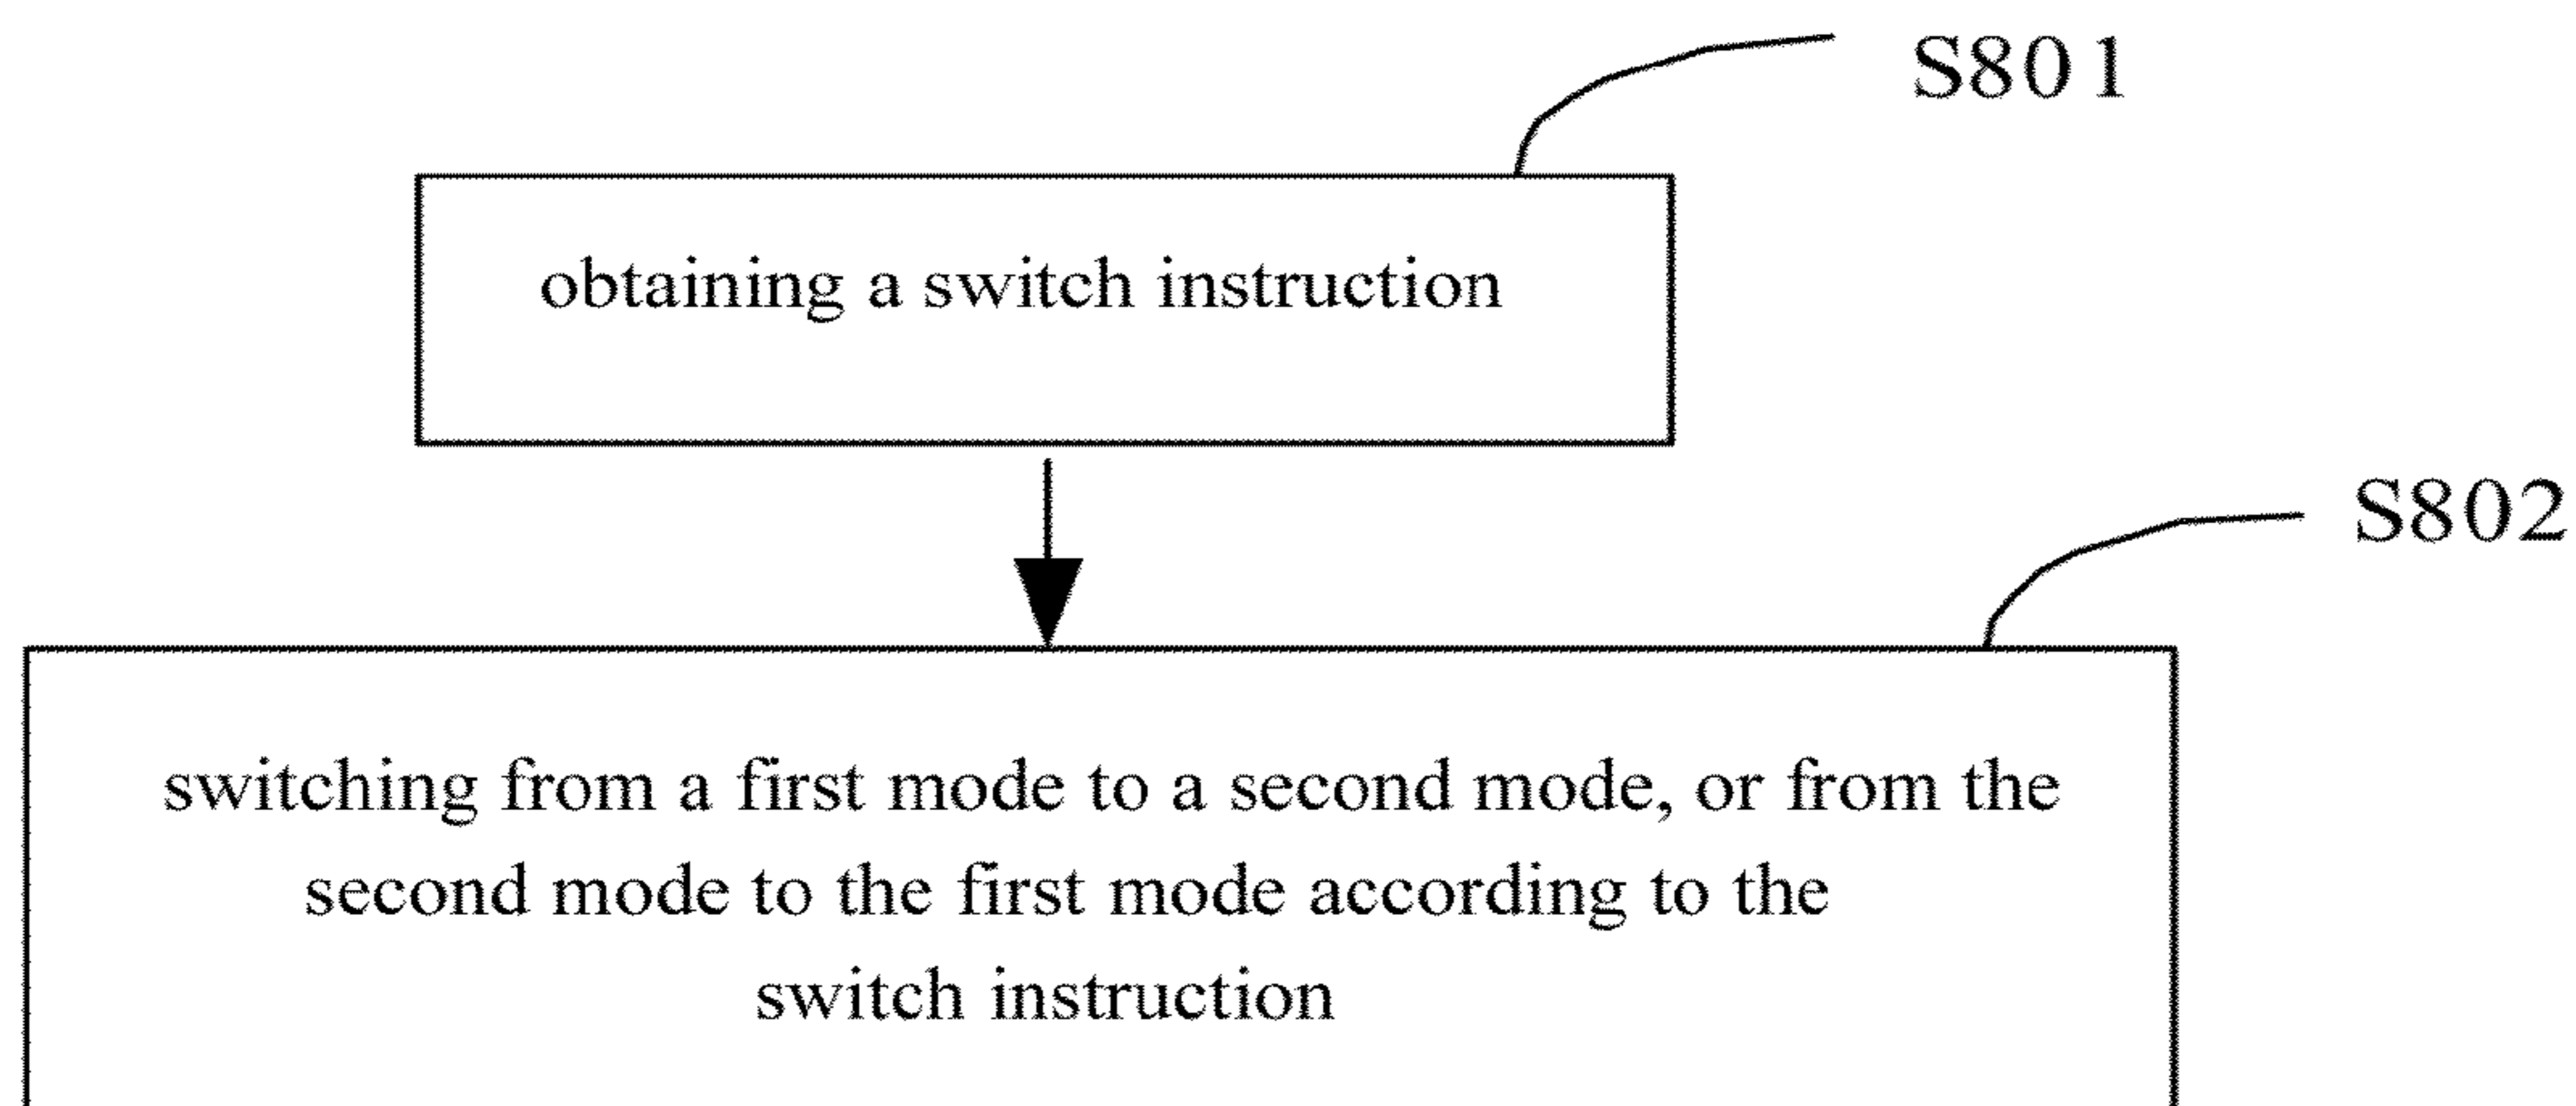 S801
obtaining a switch instruction
S802
switching from a first mode to a second mode, or from the
second mode to the first mode according to the
switch instruction